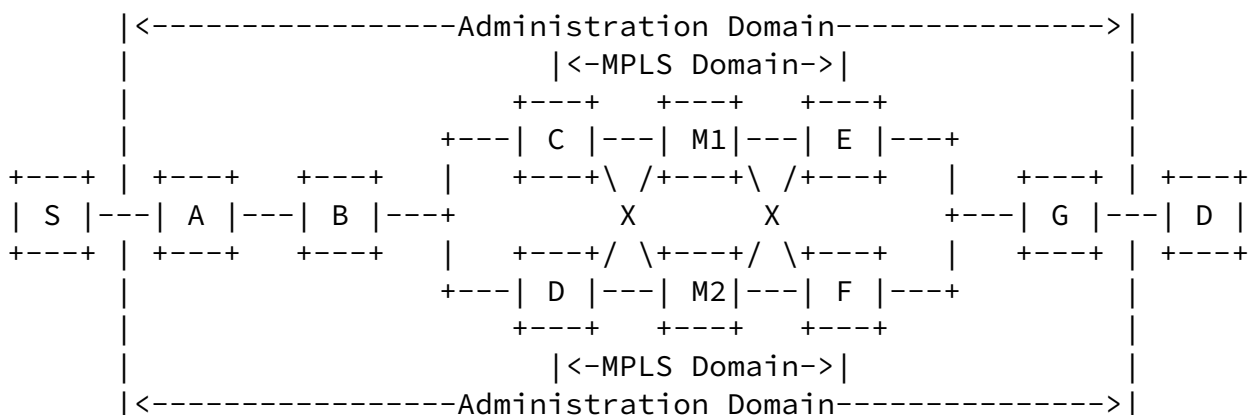 |<-----------------Administration Domain--------------->|
|                         |<-MPLS Domain->|                 |
|                       +---+   +---+   +---+               |
|                   +---| C |---| M1|---| E |---+           |
+---+ | +---+   +---+   |   +---+\ /+---+\ /+---+   |   +---+ | +---+
| S |---| A |---| B |---+         X       X         +---| G |---| D |
+---+ | +---+   +---+   |   +---+/ \+---+/ \+---+   |   +---+ | +---+
|                   +---| D |---| M2|---| F |---+           |
|                       +---+   +---+   +---+               |
|                         |<-MPLS Domain->|                 |
|<-----------------Administration Domain--------------->|